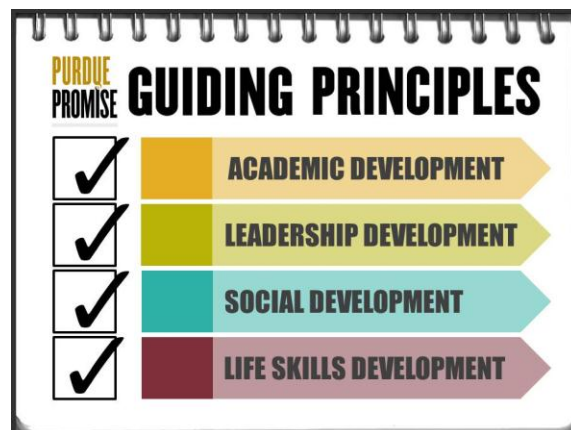 PURDUE
PROMISE
GUIDING PRINCIPLES
ACADEMIC DEVELOPMENT
LEADERSHIP DEVELOPMENT
SOCIAL DEVELOPMENT
LIFE SKILLS DEVELOPMENT